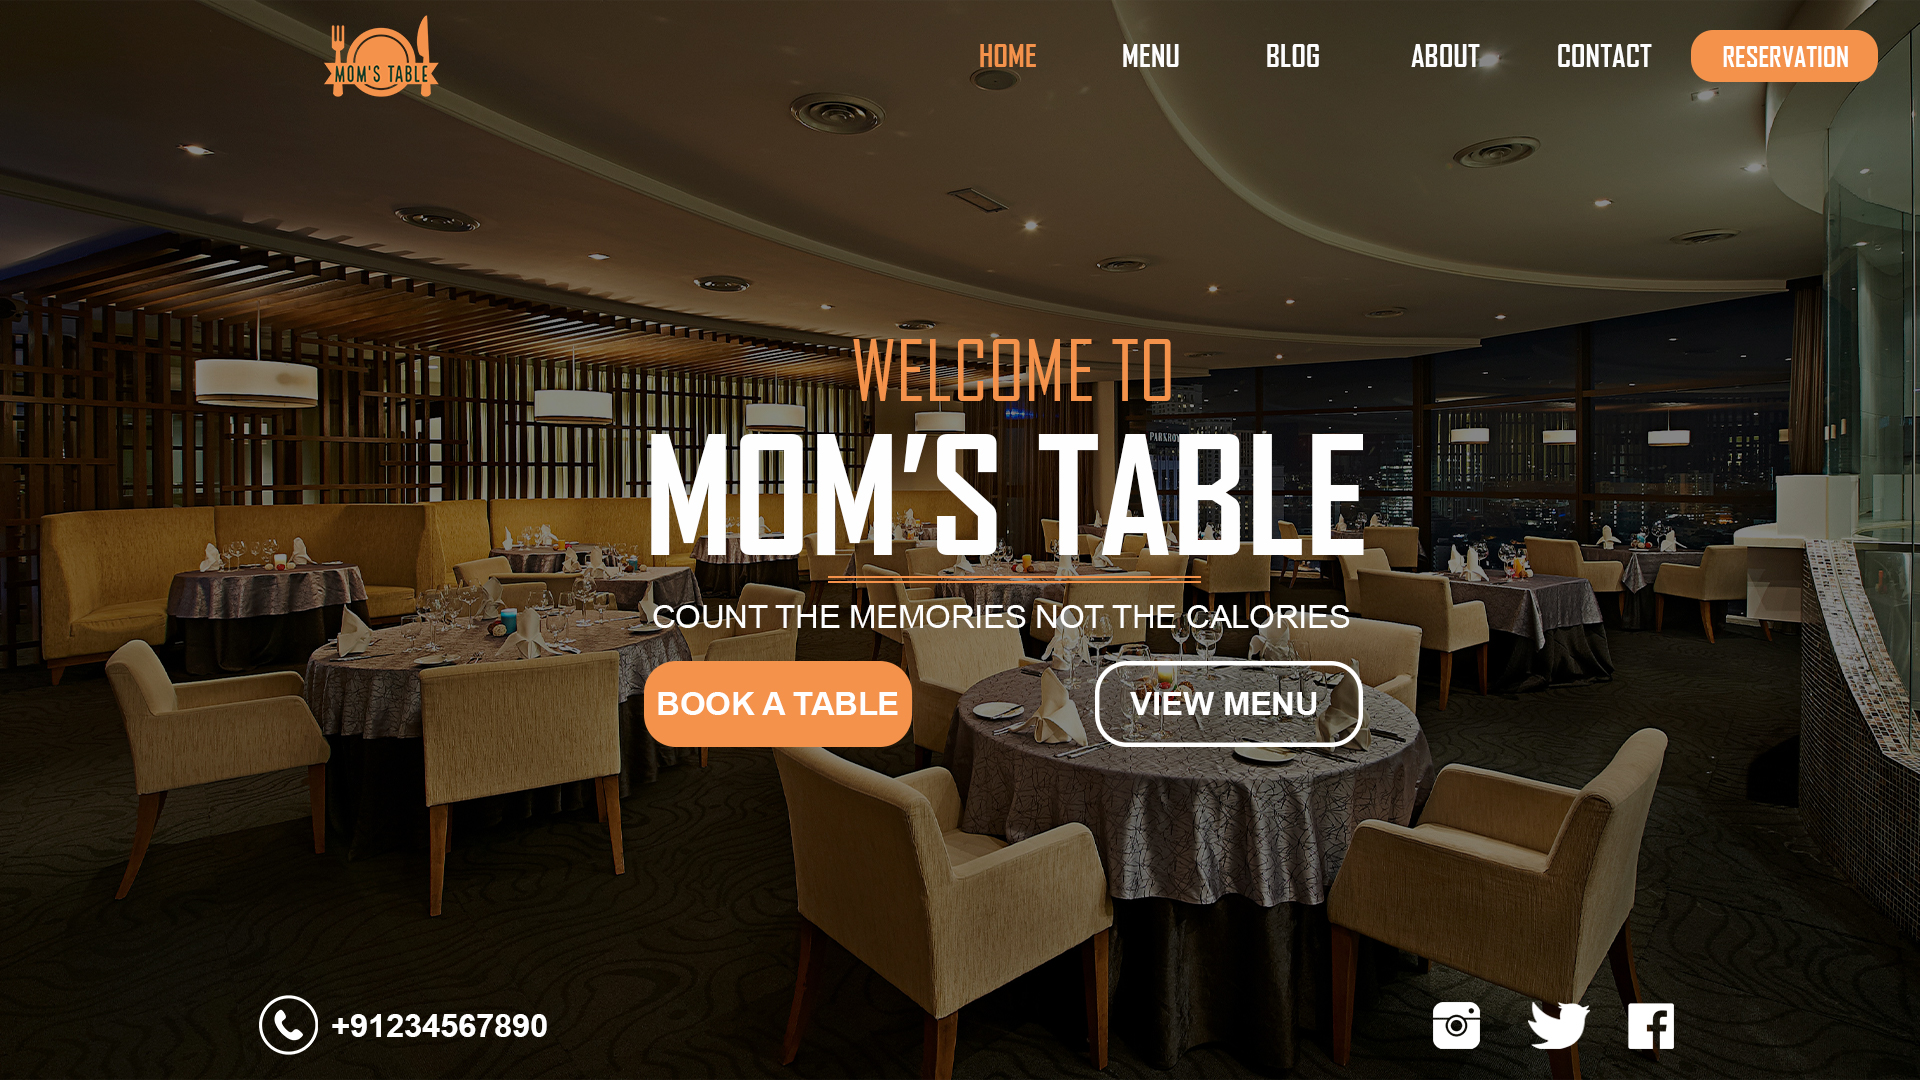 MOM'S TABLE
HOME MENU BLOG ABOUT CONTACT RESERVATION
WELCOME TO
MOM'S TABLE
COUNT THE MEMORIES NOT THE CALORIES
BOOK A TABLE VIEW MENU
+91234567890